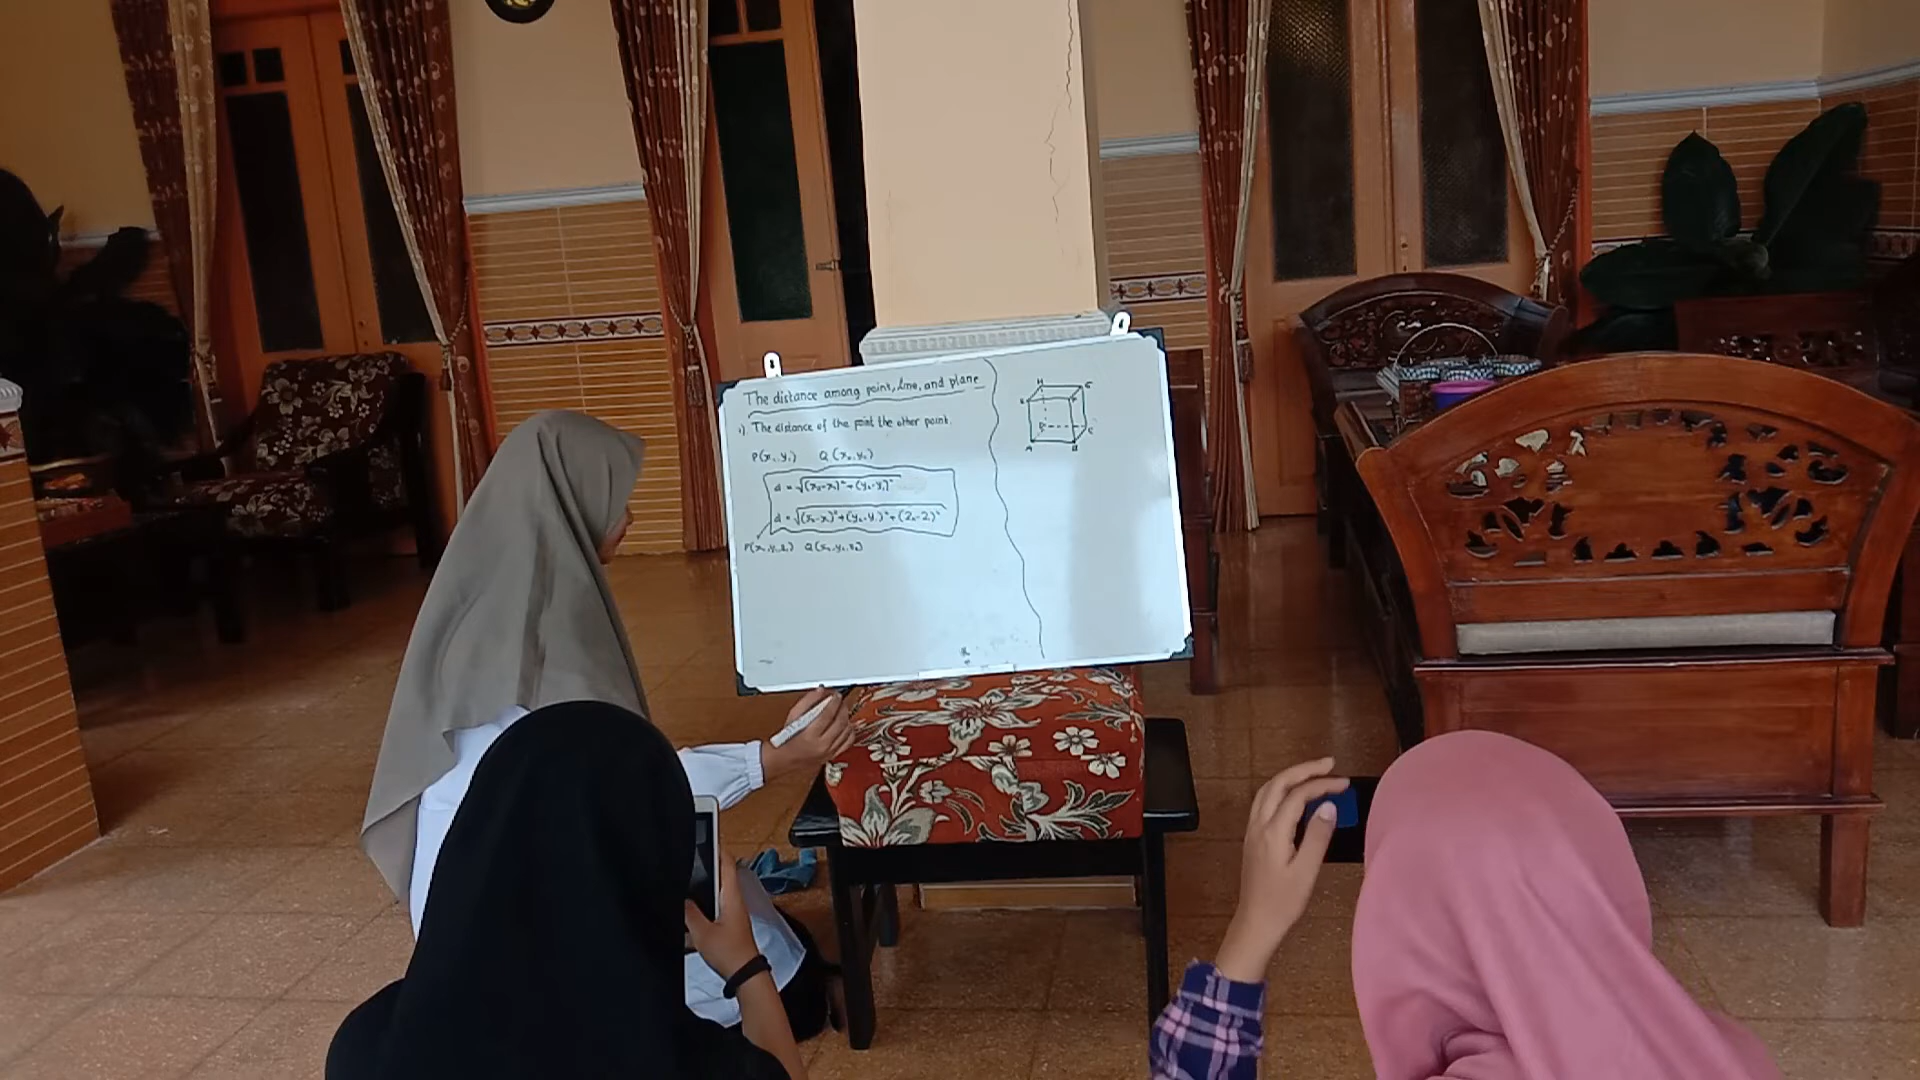 The distance among point, line, and plane
1). The distance of the point the other point.
P(x₁, y₁) Q(x₂, y₂)
d = √(x₂-x₁)² + (y₂-y₁)²
d = √(x₂-x₁)² + (y₂-y₁)² + (z₂-z₁)²
P(x₁, y₁, z₁) Q(x₂, y₂, z₂)
H G
E F
D C
A B